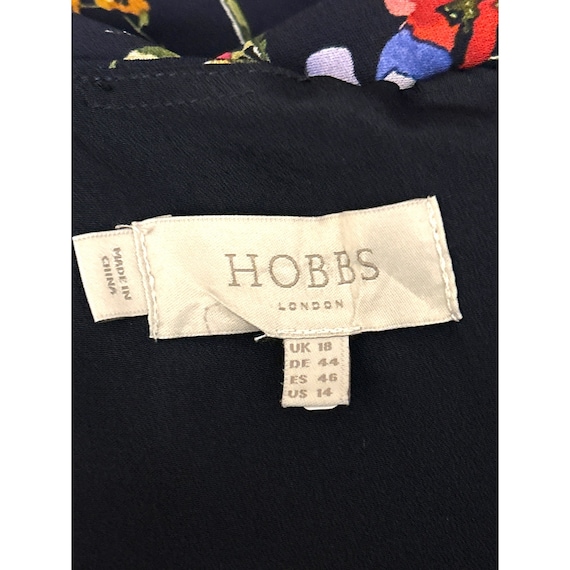 HOBBS
LONDON
MADE IN
CHINA
UK 18
DE 44
ES 46
US 14